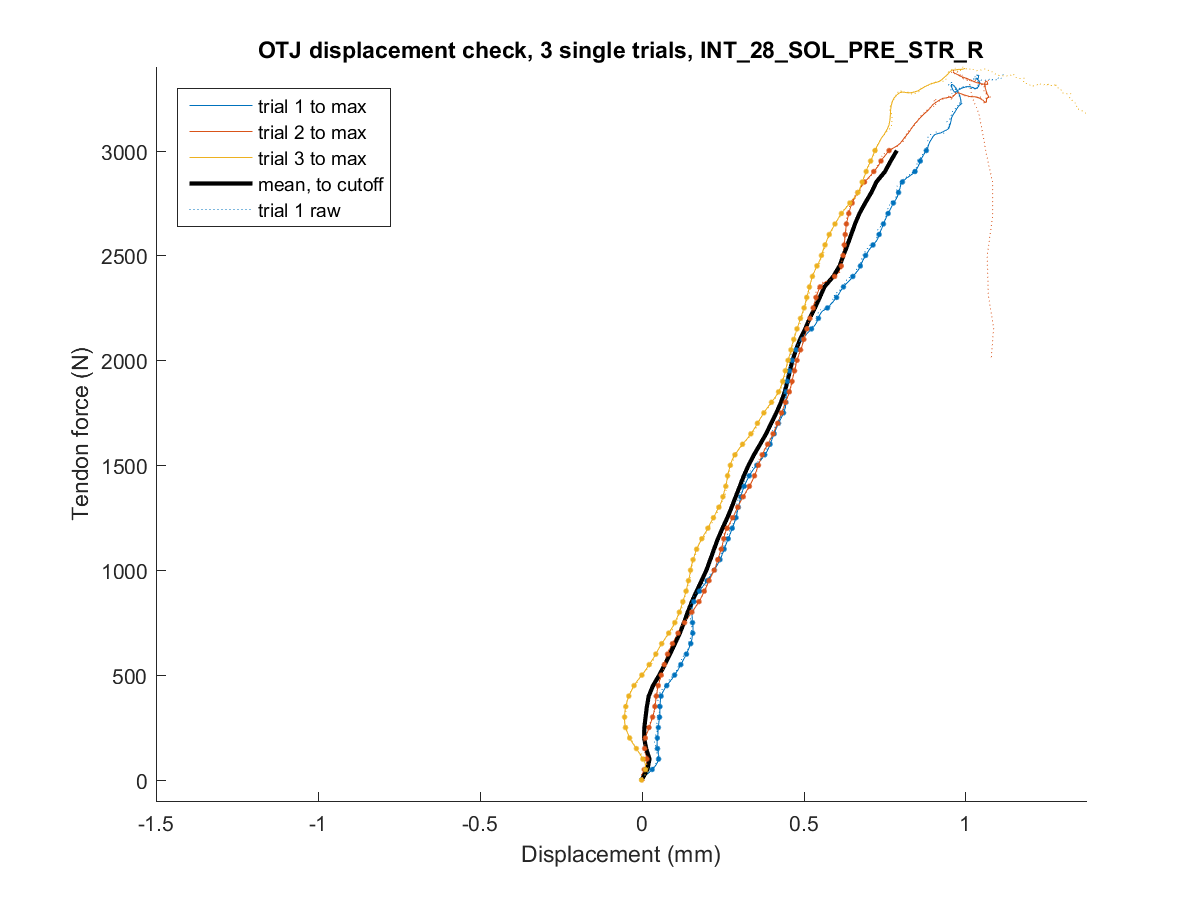 OTJ displacement check, 3 single trials, INT_28_SOL_PRE_STR_R
trial 1 to max
trial 2 to max
trial 3 to max
mean, to cutoff
trial 1 raw
3000
2500
2000
1500
1000
500
0
Tendon force (N)
-1.5
-1
-0.5
0
0.5
1
Displacement (mm)